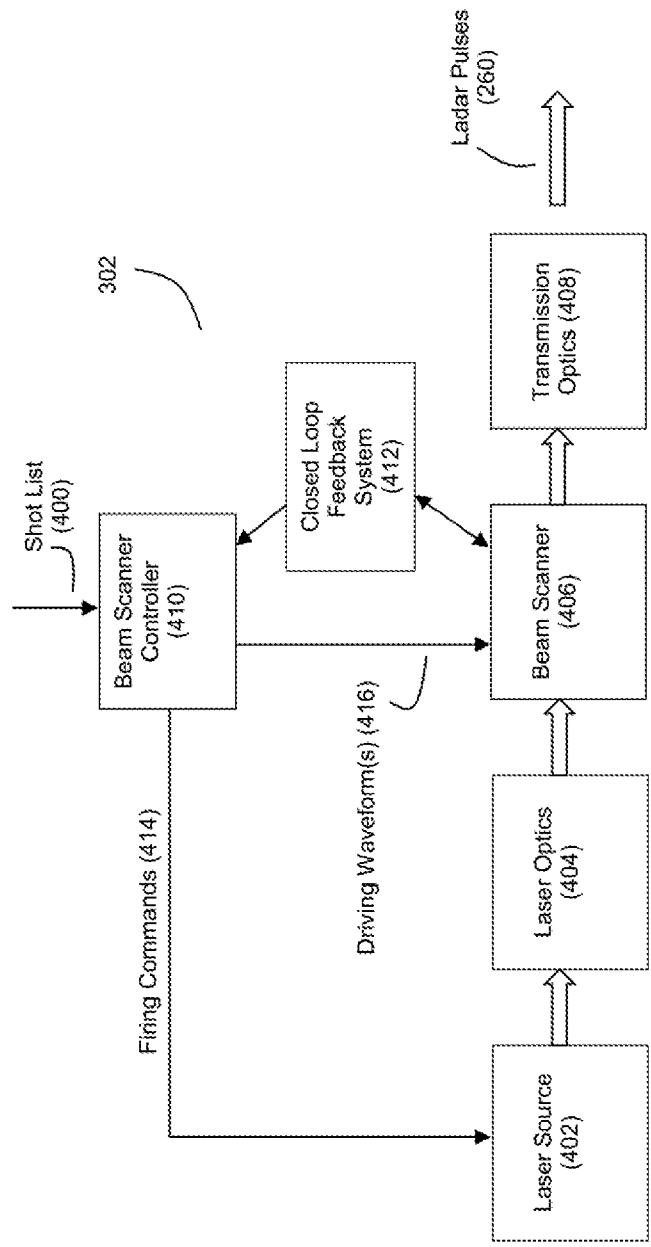 Shot List
(400)
302
Beam Scanner
Controller
(410)
Closed Loop
Feedback
System
(412)
Firing Commands (414)
Driving Waveform(s) (416)
Ladar Pulses
(260)
Laser Source
(402)
Laser Optics
(404)
Beam Scanner
(406)
Transmission
Optics (408)